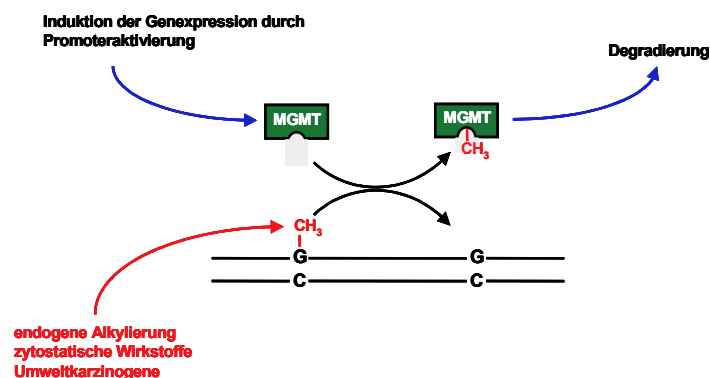 Induktion der Genexpression durch
Promoteraktivierung
Degradierung
MGMT
MGMT
CH3
CH3
G
G
C
C
endogene Alkylierung
zytostatische Wirkstoffe
Umweltkarzinogene